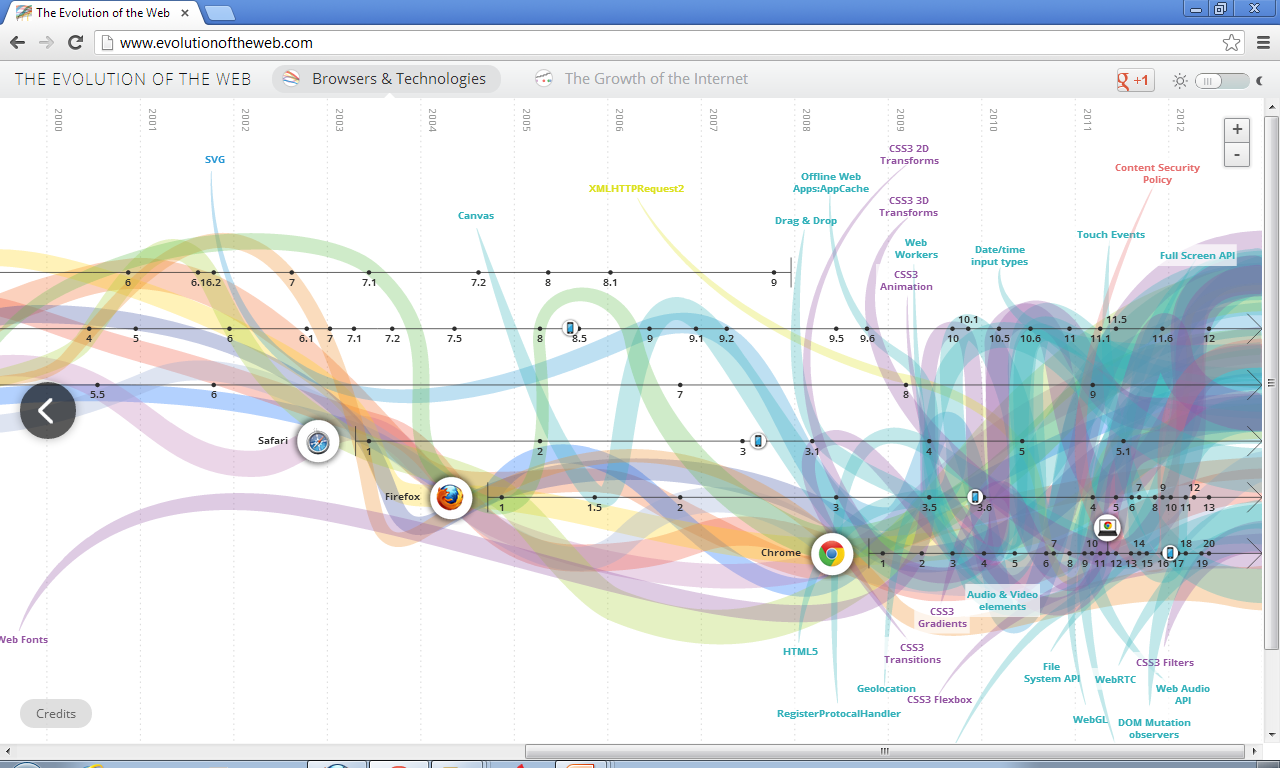 The Evolution of the Web
www.evolutionoftheweb.com
THE EVOLUTION OF THE WEB
Browsers & Technologies
The Growth of the Internet
g +1
2000 2001 2002 2003 2004 2005 2006 2007 2008 2009 2010 2011 2012
+
-
CSS3 2D
Transforms
SVG
Content Security
Policy
Offline Web
Apps:AppCache
XMLHTTPRequest2
CSS3 3D
Transforms
Canvas
Drag & Drop
Touch Events
Web
Workers
Date/time
input types
Full Screen API
CSS3
Animation
6 6.1 6.2 7 7.1 7.2 8 8.1 9
10.1 11.5
4 5 6 6.1 7 7.1 7.2 7.5 8 8.5 9 9.1 9.2 9.5 9.6 10 10.5 10.6 11 11.1 11.6 12
5.5 6 7 8 9
Safari
1 2 3 3.1 4 5 5.1
Firefox
7 9 12
1 1.5 2 3 3.5 3.6 4 5 6 8 10 11 13
Chrome
7 10 14 18 20
1 2 3 4 5 6 8 9 11 12 13 15 16 17 19
Audio & Video
elements
CSS3
Gradients
Web Fonts
HTML5
CSS3
Transitions
File
System API
CSS3 Filters
WebRTC
Geolocation
Web Audio
API
CSS3 Flexbox
RegisterProtocalHandler
WebGL
DOM Mutation
observers
Credits